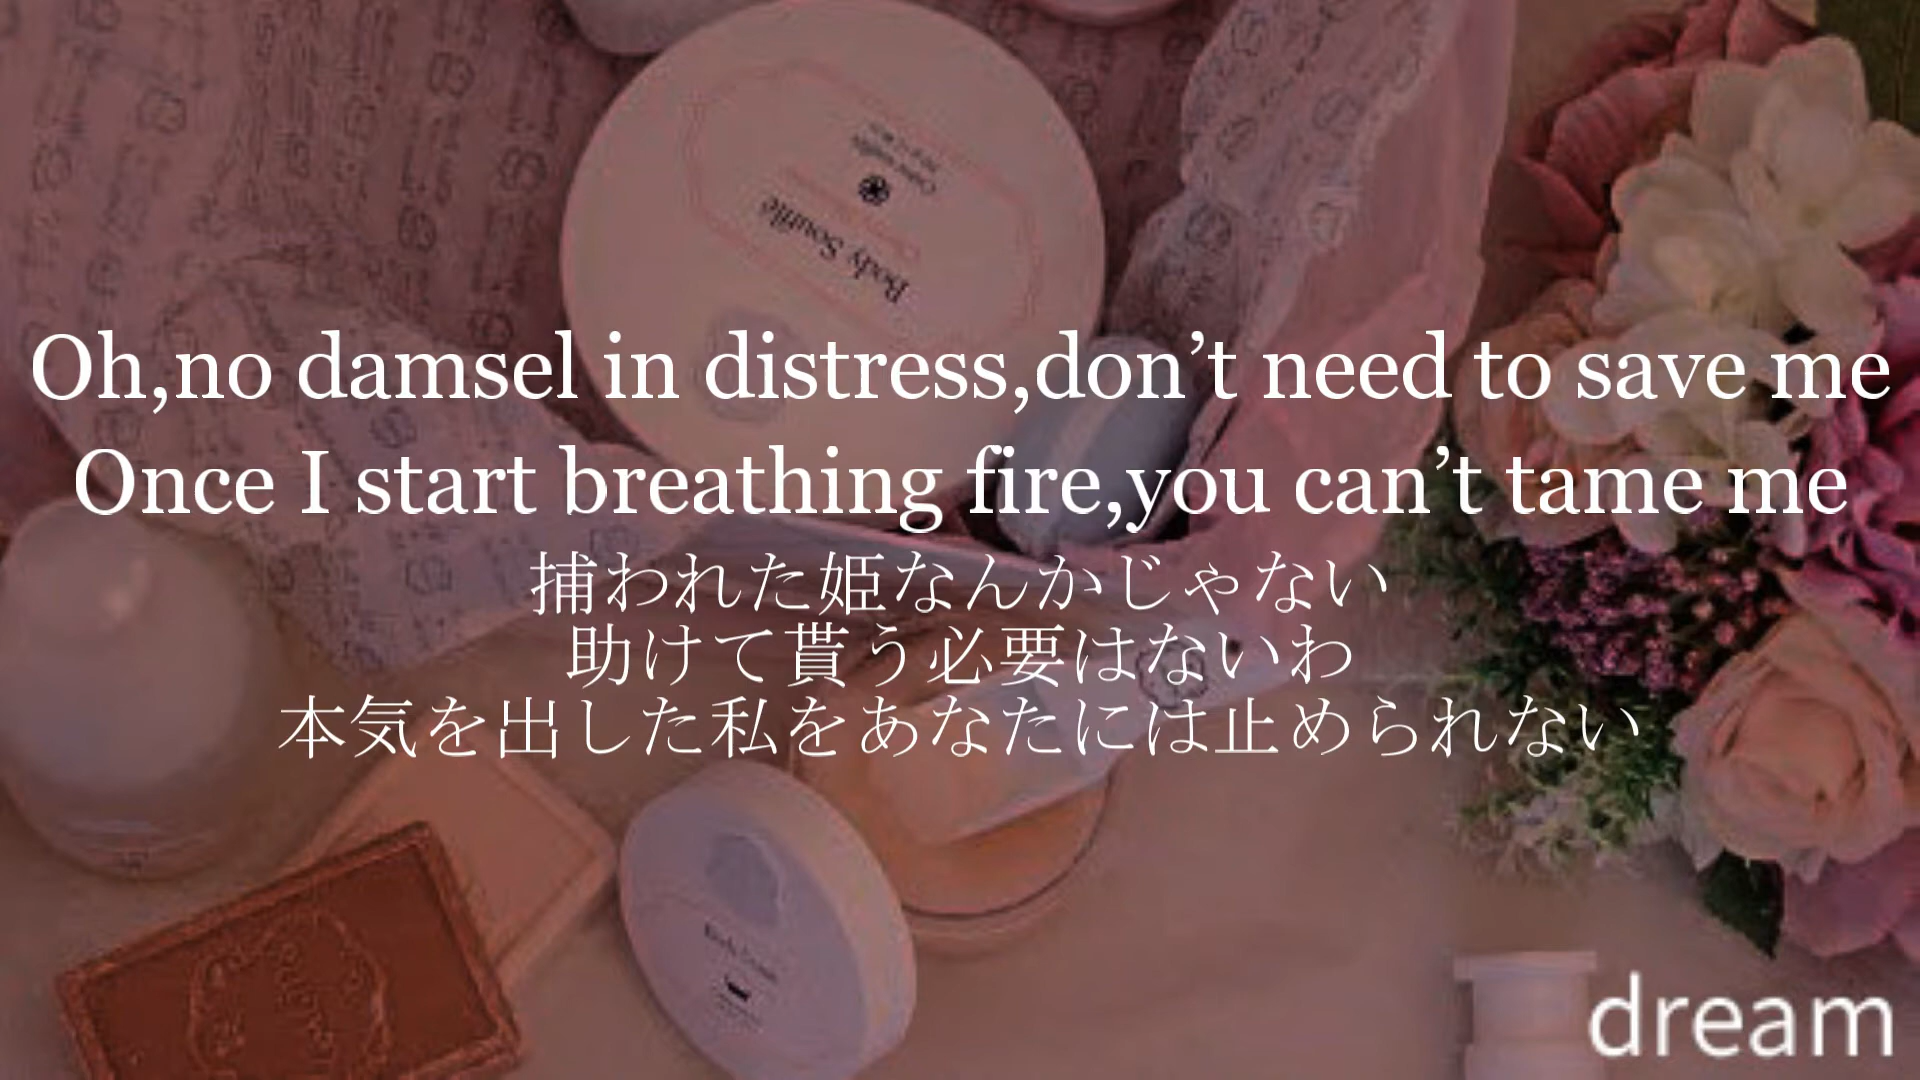 Body Soufflé
Oh,no damsel in distress,don’t need to save me
Once I start breathing fire,you can’t tame me
捕われた姫なんかじゃない
助けて貰う必要はないわ
本気を出した私をあなたには止められない
dream